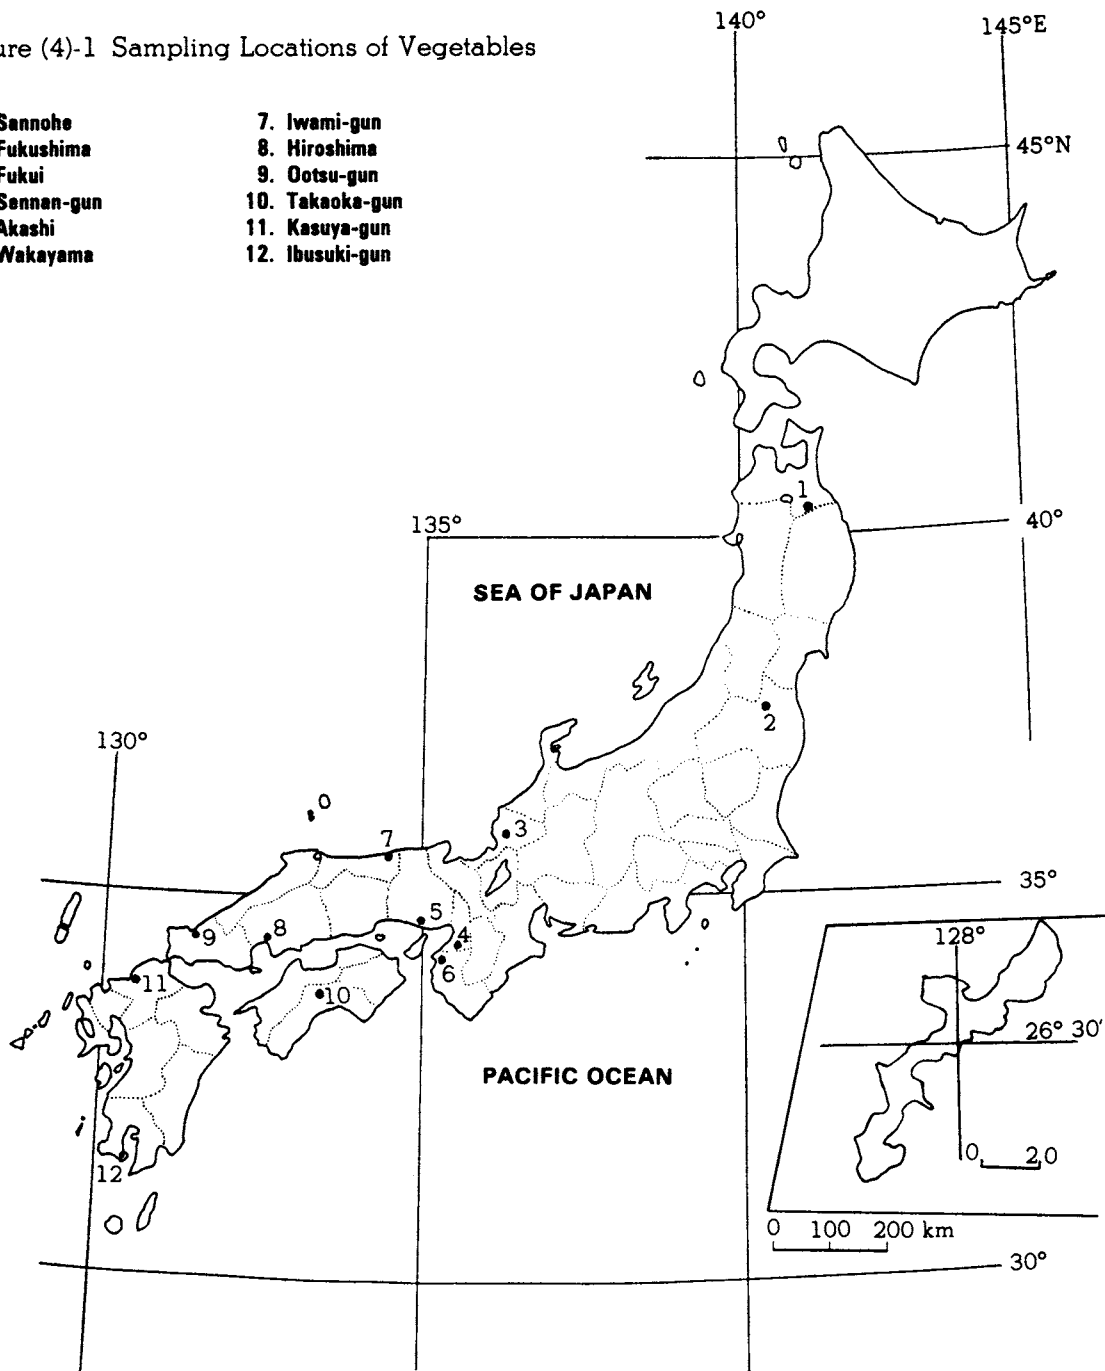 ure (4)-1 Sampling Locations of Vegetables
Sannohe
Fukushima
Fukui
Sennan-gun
Akashi
Wakayama
7. Iwami-gun
8. Hiroshima
9. Ootsu-gun
10. Takaoka-gun
11. Kasuya-gun
12. Ibusuki-gun
140°
145°E
45°N
1
40°
135°
SEA OF JAPAN
2
130°
3
7
35°
5
8
9
4
6
128°
11
10
26° 30'
PACIFIC OCEAN
12
0 20
0 100 200 km
30°